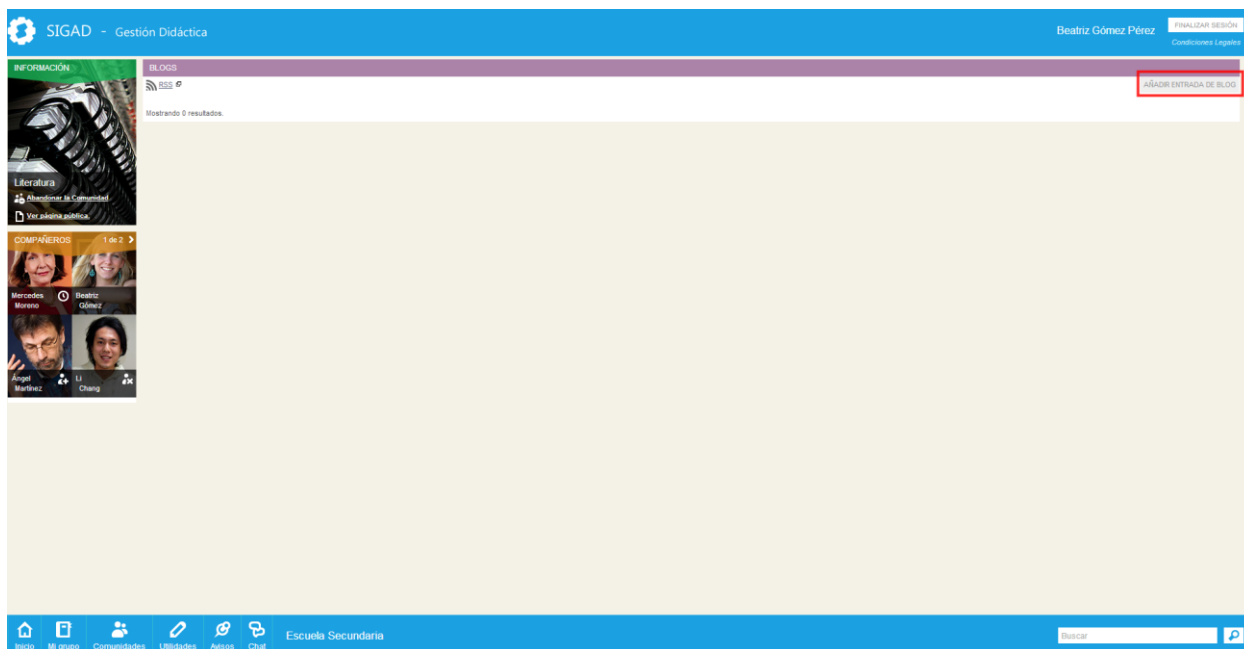 SIGAD - Gestión Didáctica
Beatriz Gómez Pérez
FINALIZAR SESIÓN
Condiciones Legales
INFORMACIÓN
Literatura
Abandonar la Comunidad
Ver página pública.
COMPAÑEROS 1 de 2
Mercedes
Moreno
Beatriz
Gómez
Ángel
Martínez
Li
Chang
BLOGS
RSS
AÑADIR ENTRADA DE BLOG
Mostrando 0 resultados.
Inicio
Mi grupo
Comunidades
Utilidades
Avisos
Chat
Escuela Secundaria
Buscar